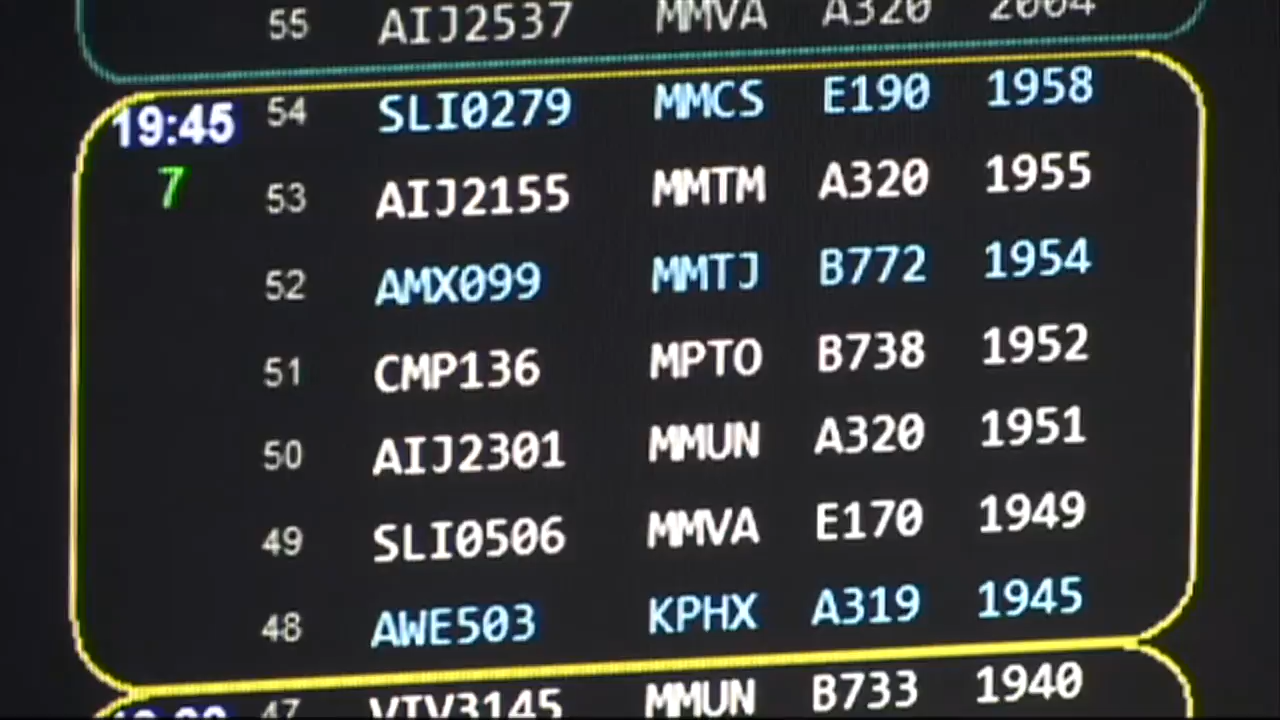 55 AIJ2537 MMVA A320 2004
19:45 54 SLI0279 MMCS E190 1958
7 53 AIJ2155 MMTM A320 1955
52 AMX099 MMTJ B772 1954
51 CMP136 MPTO B738 1952
50 AIJ2301 MMUN A320 1951
49 SLI0506 MMVA E170 1949
48 AWE503 KPHX A319 1945
47 VIV3145 MMUN B733 1940